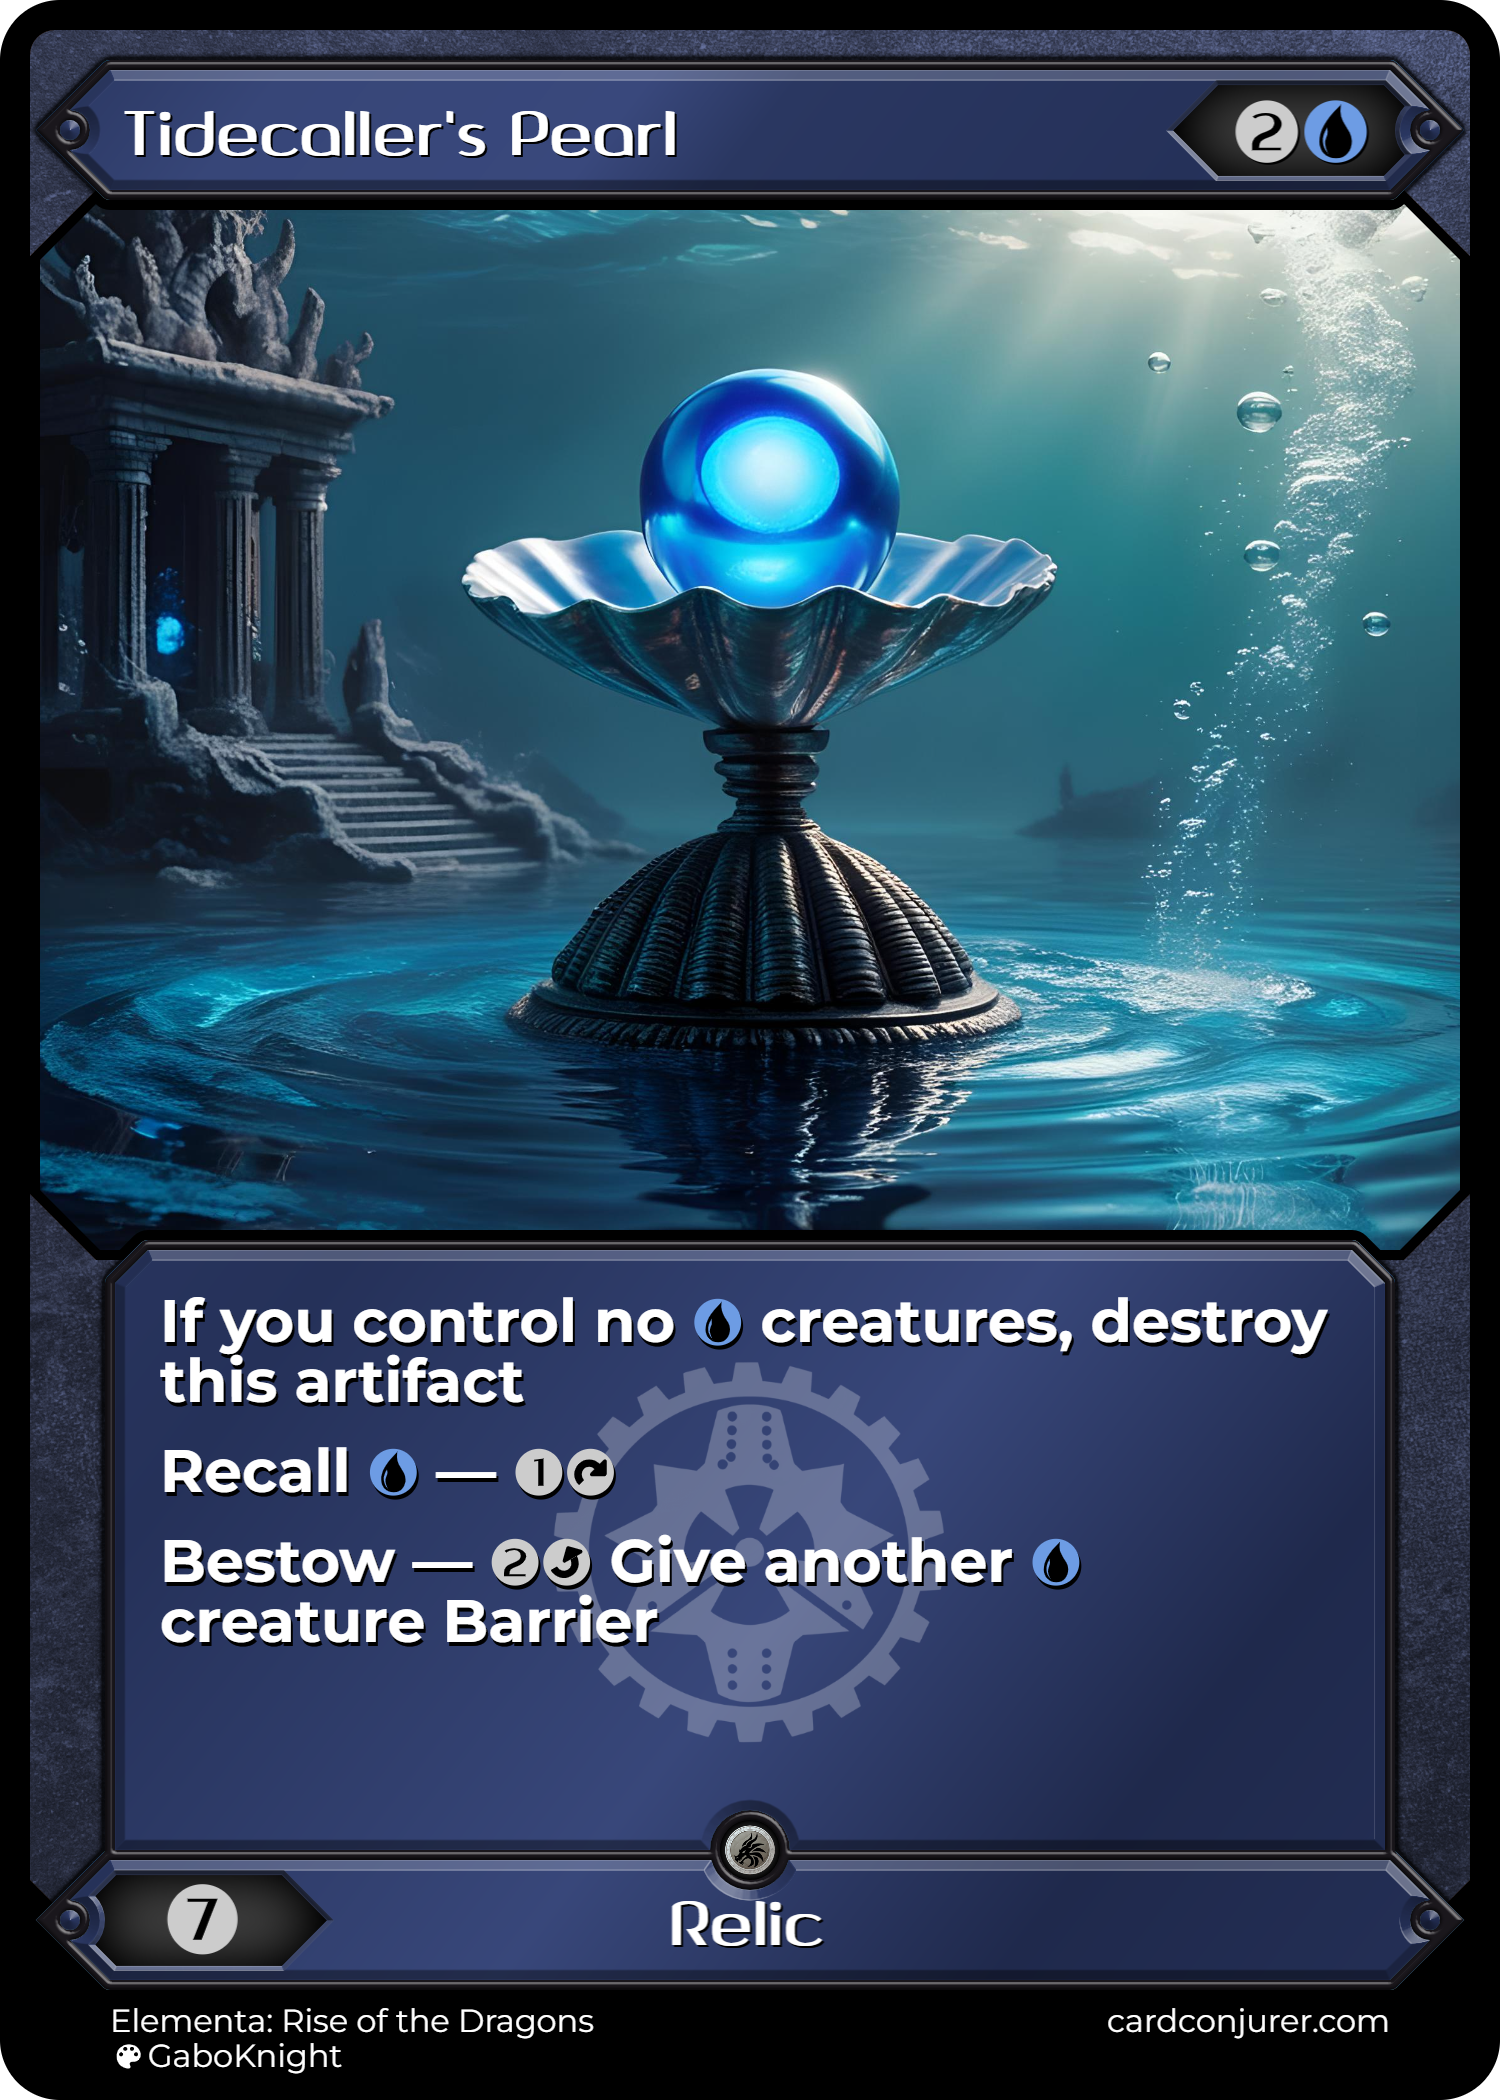 Tidecaller's Pearl 2
If you control no creatures, destroy
this artifact
Recall — 1
Bestow — 2 Give another
creature Barrier
7 Relic
Elementa: Rise of the Dragons cardconjurer.com
GaboKnight